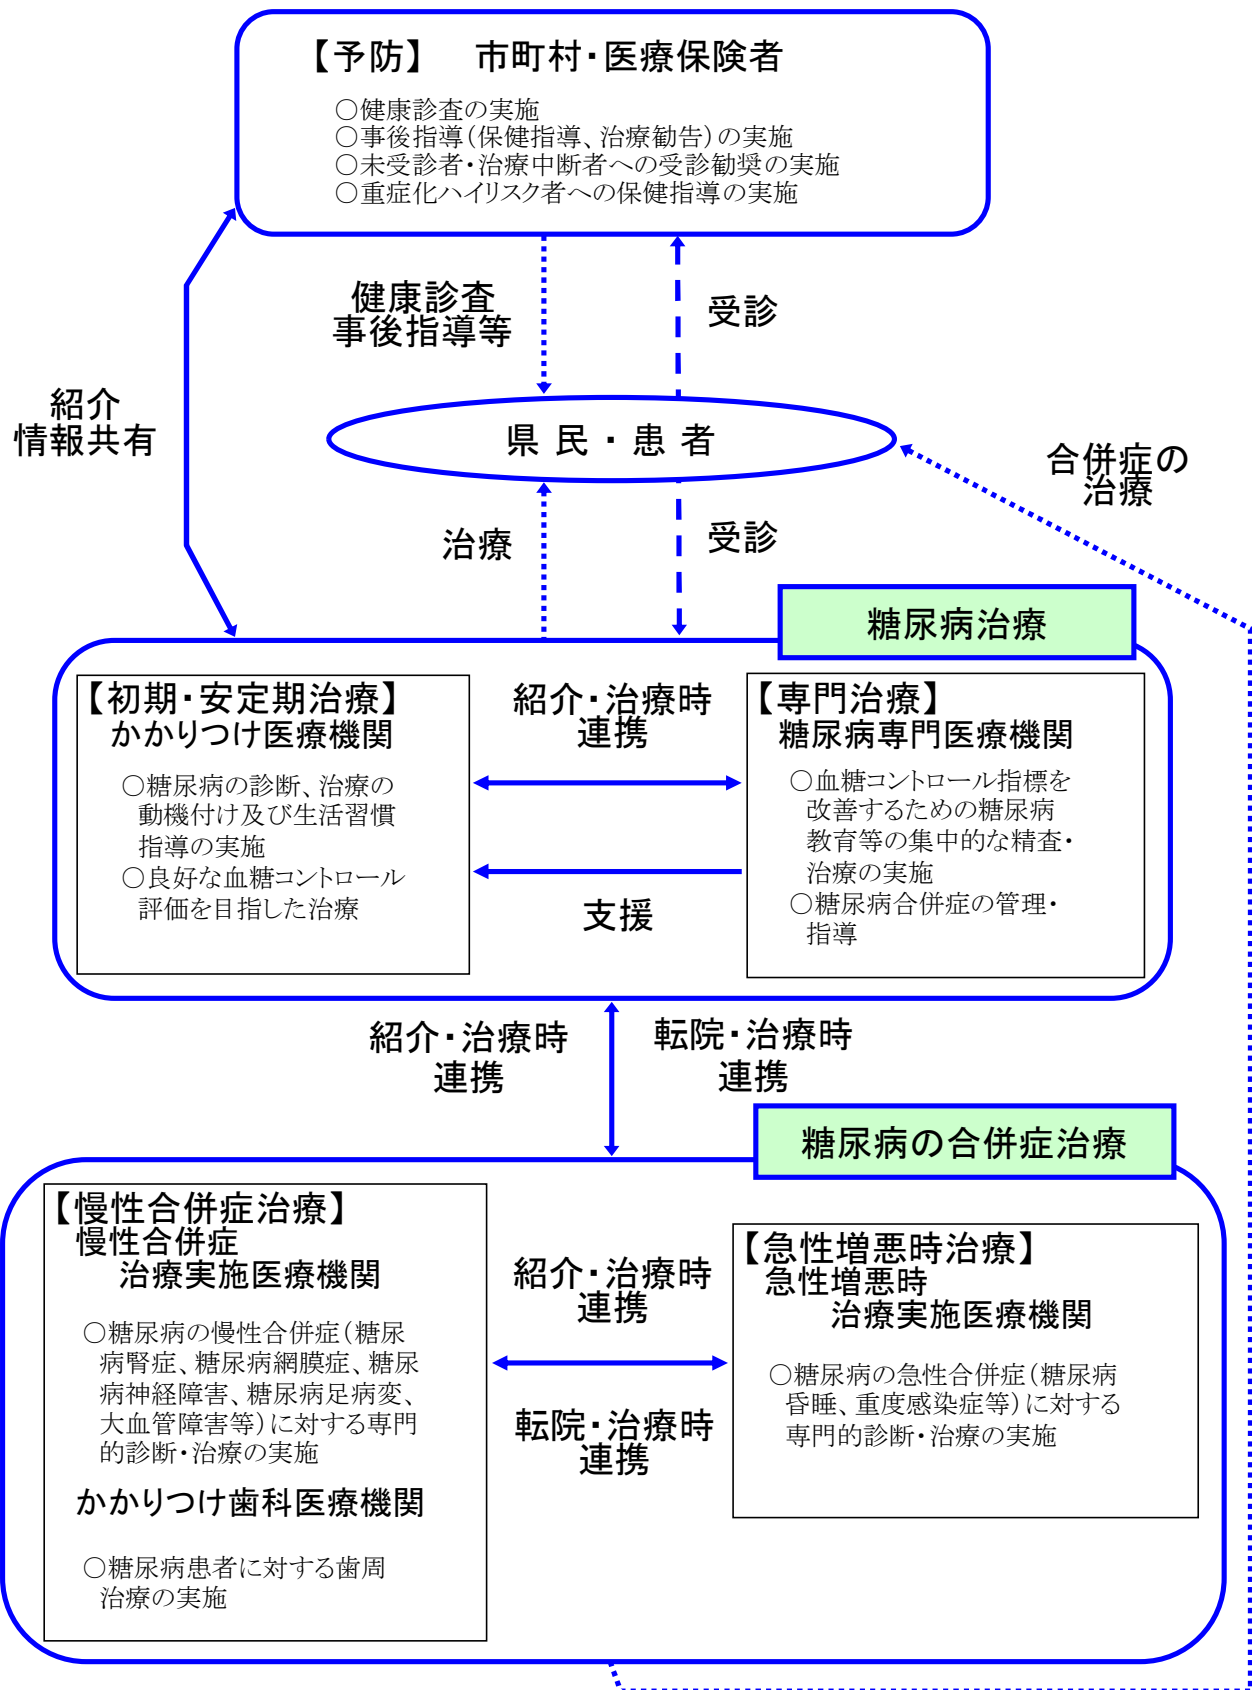 【予防】　市町村・医療保険者
○健康診査の実施
○事後指導（保健指導、治療勧告）の実施
○未受診者・治療中断者への受診勧奨の実施
○重症化ハイリスク者への保健指導の実施
健康診査
事後指導等
受診
紹介
情報共有
県民・患者
合併症の
治療
治療
受診
糖尿病治療
【初期・安定期治療】
かかりつけ医療機関
○糖尿病の診断、治療の
動機付け及び生活習慣
指導の実施
○良好な血糖コントロール
評価を目指した治療
紹介・治療時
連携
支援
【専門治療】
糖尿病専門医療機関
○血糖コントロール指標を
改善するための糖尿病
教育等の集中的な精査・
治療の実施
○糖尿病合併症の管理・
指導
紹介・治療時
連携
転院・治療時
連携
糖尿病の合併症治療
【慢性合併症治療】
慢性合併症
治療実施医療機関
○糖尿病の慢性合併症（糖尿
病腎症、糖尿病網膜症、糖尿
病神経障害、糖尿病足病変、
大血管障害等）に対する専門
的診断・治療の実施
かかりつけ歯科医療機関
○糖尿病患者に対する歯周
治療の実施
紹介・治療時
連携
転院・治療時
連携
【急性増悪時治療】
急性増悪時
治療実施医療機関
○糖尿病の急性合併症（糖尿病
昏睡、重度感染症等）に対する
専門的診断・治療の実施